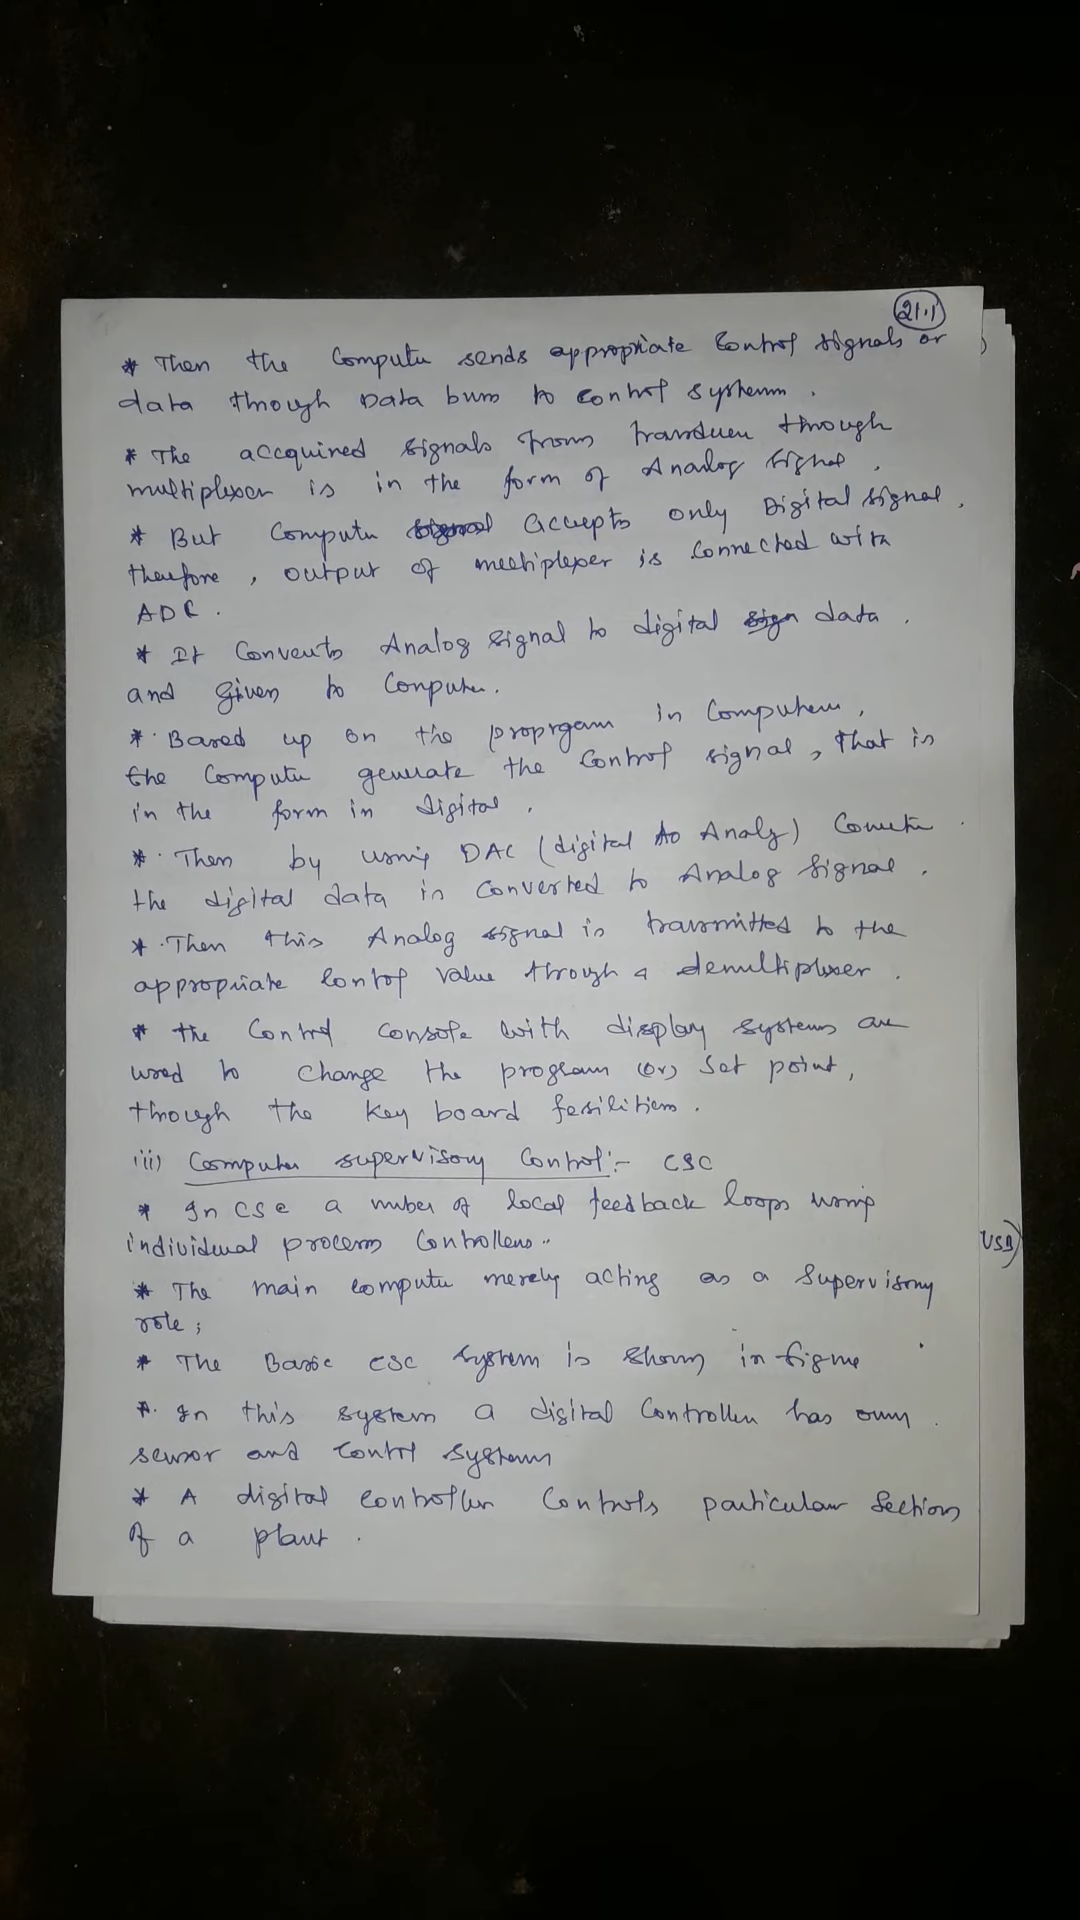 21.1
* Then the Computer sends appropriate Control signals or
data through Data bus to control system.
* The accquired signals from transducer through
multiplexer is in the form of Analog signal.
* But Computer accepts only Digital signal.
therefore, output of multiplexer is connected with
ADC.
* It Converts Analog signal to digital data.
and given to Computer.
* Based up on the proprgam in Computer,
the Computer generate the Control signal, that is
in the form in digital.
* Then by using DAC (digital to Analg)
the digital data is Converted to Analog signal.
* Then this Analog signal is transmitted to the
appropriate Control value through a demultiplexer.
* the Control console with display systems are
used to change the program (or) set point,
through the key board fesilities.
iii) Computer supervisory Control:- CSC
* In CSC a nuber of local feedback loops using
individual process Controllers..
* The main computer merely acting as a Supervisory
role;
* The Basic CSC system is shown in figure
* In this system a digital Controller has own
sensor and control systems
* A digital controller Controls particular section
of a plant.
USB)